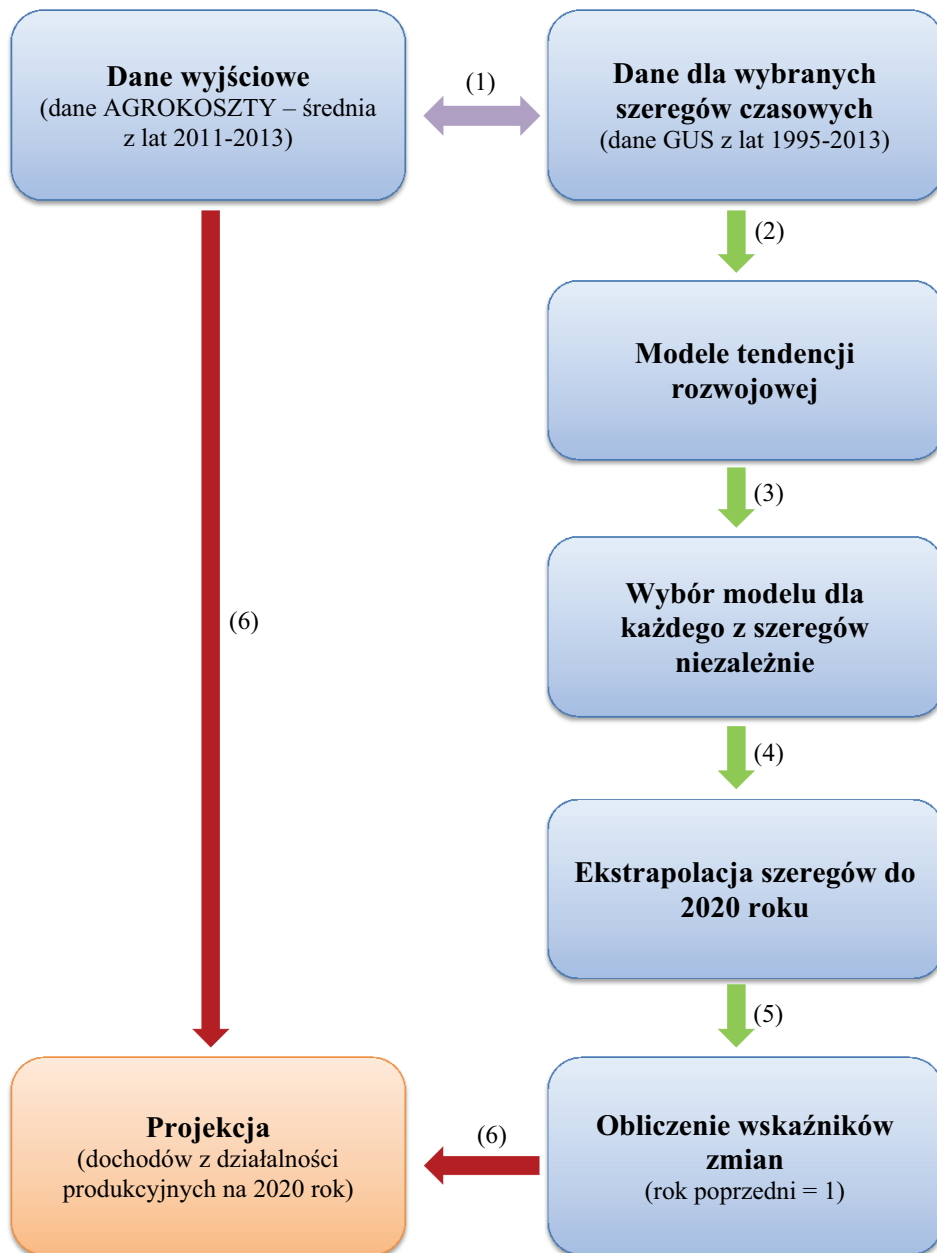 Dane wyjściowe
(dane AGROKOSZTY – średnia
z lat 2011-2013)
(1)
Dane dla wybranych
szeregów czasowych
(dane GUS z lat 1995-2013)
(2)
Modele tendencji
rozwojowej
(3)
Wybór modelu dla
każdego z szeregów
niezależnie
(6)
(4)
Ekstrapolacja szeregów do
2020 roku
(5)
Projekcja
(dochodów z działalności
produkcyjnych na 2020 rok)
(6)
Obliczenie wskaźników
zmian
(rok poprzedni = 1)